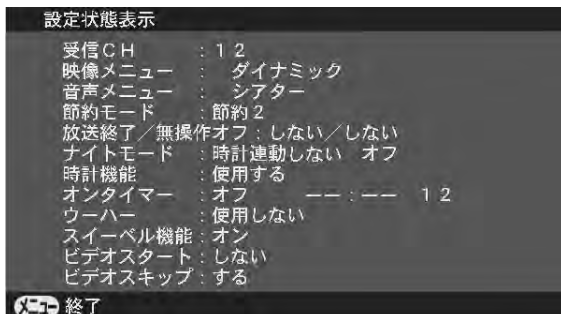 設定状態表示
受信CH :12
映像メニュー : ダイナミック
音声メニュー : シアター
節約モード :節約2
放送終了/無操作オフ:しない/しない
ナイトモード :時計連動しない オフ
時計機能 :使用する
オンタイマー :オフ --:-- 12
ウーハー :使用しない
スイーベル機能:オン
ビデオスタート:しない
ビデオスキップ:する
メニュー 終了